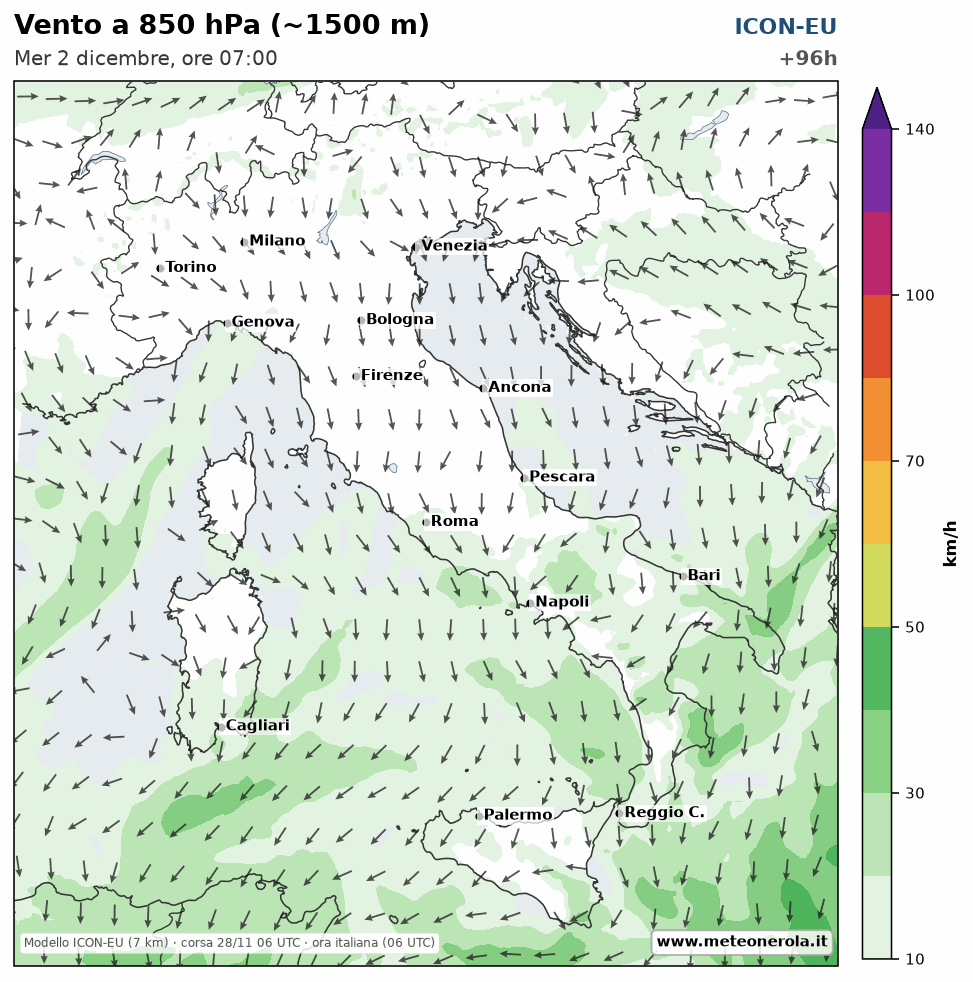 Vento a 850 hPa (~1500 m)
ICON-EU
Mer 2 dicembre, ore 07:00
+96h
140
Milano
Venezia
Torino
100
Genova
Bologna
Firenze
Ancona
70
Pescara
Roma
km/h
Bari
Napoli
50
Cagliari
30
Palermo
Reggio C.
Modello ICON-EU (7 km) · corsa 28/11 06 UTC · ora italiana (06 UTC)
www.meteonerola.it
10